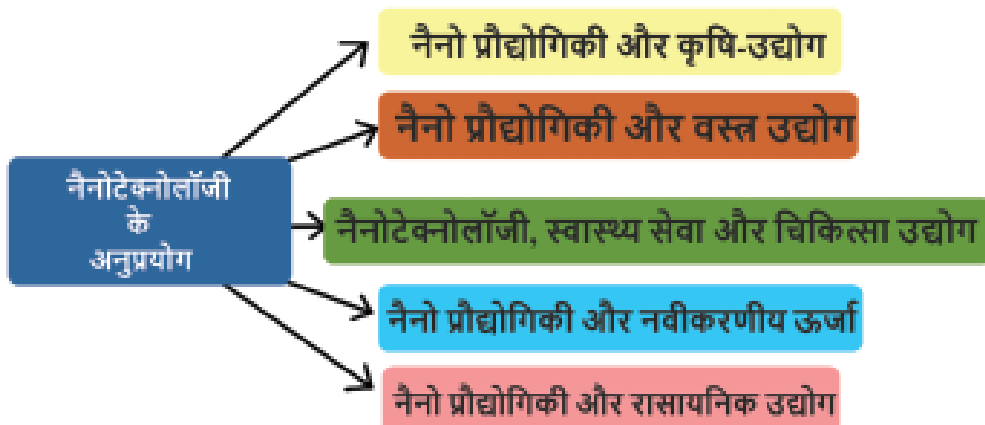 नैनो प्रौद्योगिकी और कृषि-उद्योग
नैनो प्रौद्योगिकी और वस्त्र उद्योग
नैनोटेक्नोलॉजी
के
अनुप्रयोग
नैनोटेक्नोलॉजी, स्वास्थ्य सेवा और चिकित्सा उद्योग
नैनो प्रौद्योगिकी और नवीकरणीय ऊर्जा
नैनो प्रौद्योगिकी और रासायनिक उद्योग